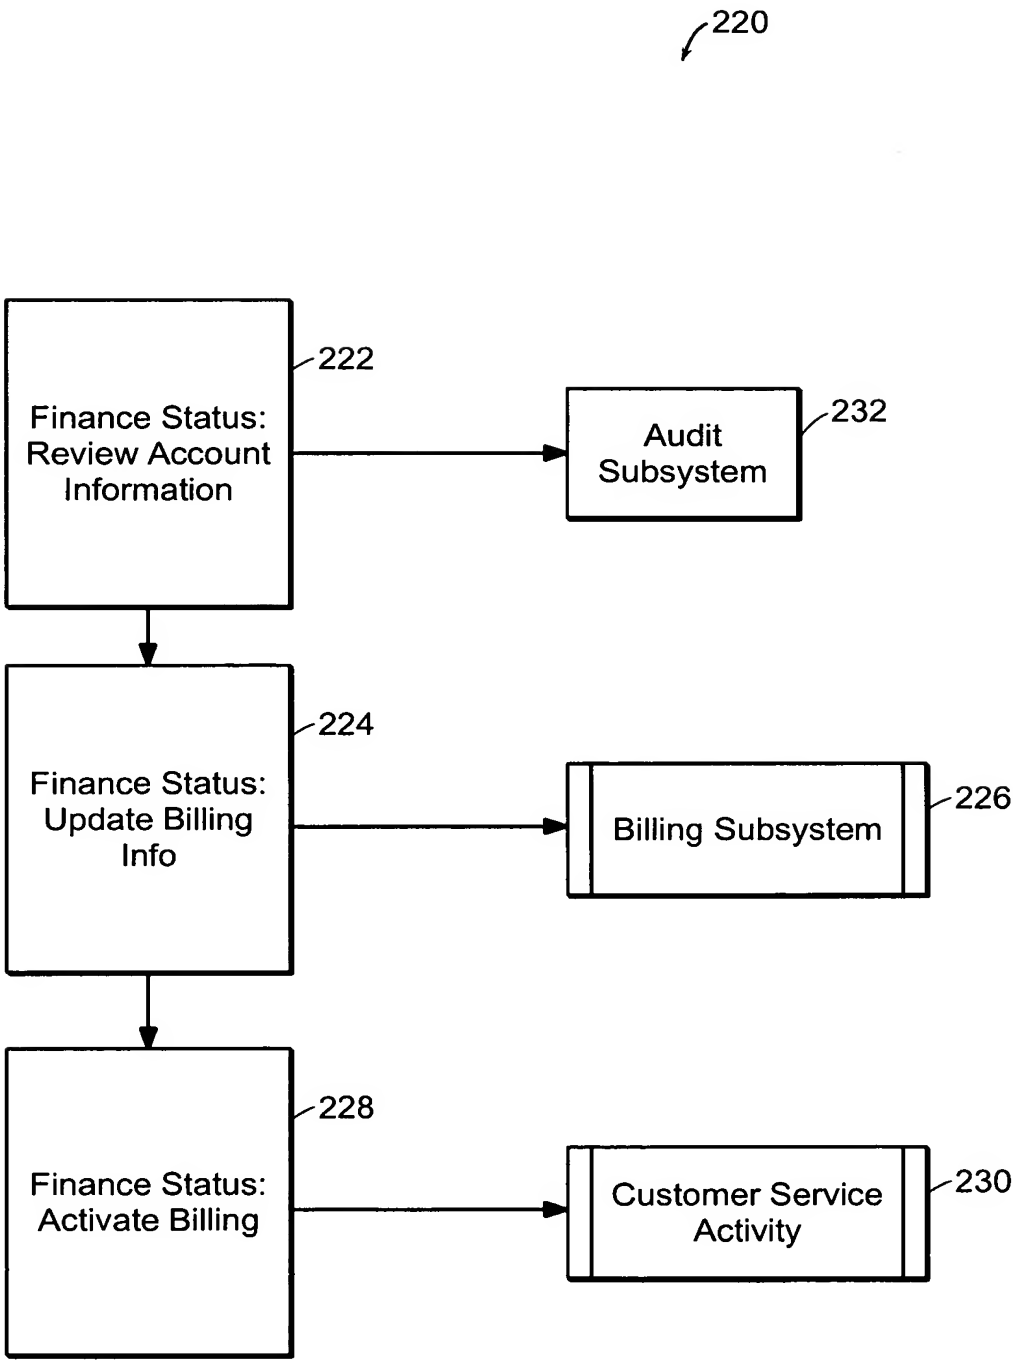 220
222
Finance Status:
Review Account
Information
232
Audit
Subsystem
224
Finance Status:
Update Billing
Info
226
Billing Subsystem
228
Finance Status:
Activate Billing
230
Customer Service
Activity